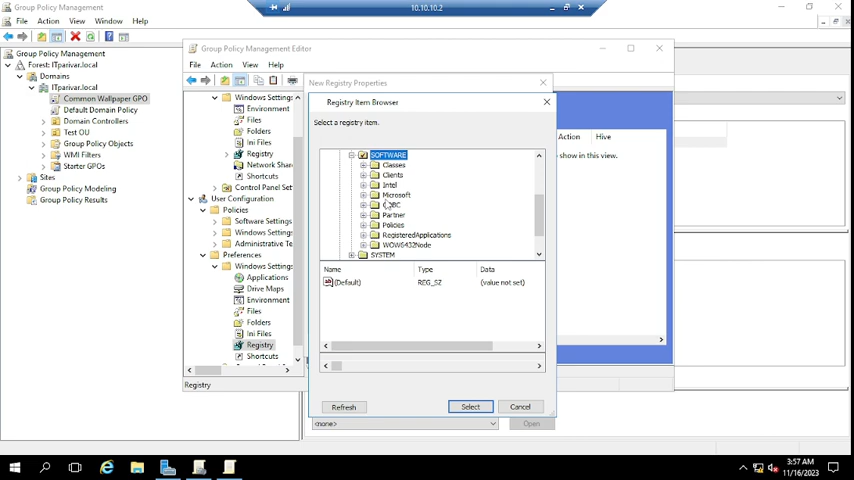 Group Policy Management
10.10.10.2
File Action View Window Help
Group Policy Management
Forest: ITparivar.local
Domains
ITparivar.local
Common Wallpaper GPO
Default Domain Policy
Domain Controllers
Test OU
Group Policy Objects
WMI Filters
Starter GPOs
Sites
Group Policy Modeling
Group Policy Results
Group Policy Management Editor
File Action View Help
Windows Settings
Environment
Files
Folders
Ini Files
Registry
Network Share
Shortcuts
Control Panel Set
User Configuration
Policies
Software Settings
Windows Settings
Administrative Te
Preferences
Windows Settings
Applications
Drive Maps
Environment
Files
Folders
Ini Files
Registry
Shortcuts
Registry
Action Hive
show in this view.
New Registry Properties
Registry Item Browser
Select a registry item.
SOFTWARE
Classes
Clients
Intel
Microsoft
Partner
Policies
RegisteredApplications
WOW6432Node
SYSTEM
Name Type Data
(Default) REG_SZ (value not set)
Refresh Select Cancel
<none> Open
3:57 AM
11/16/2023